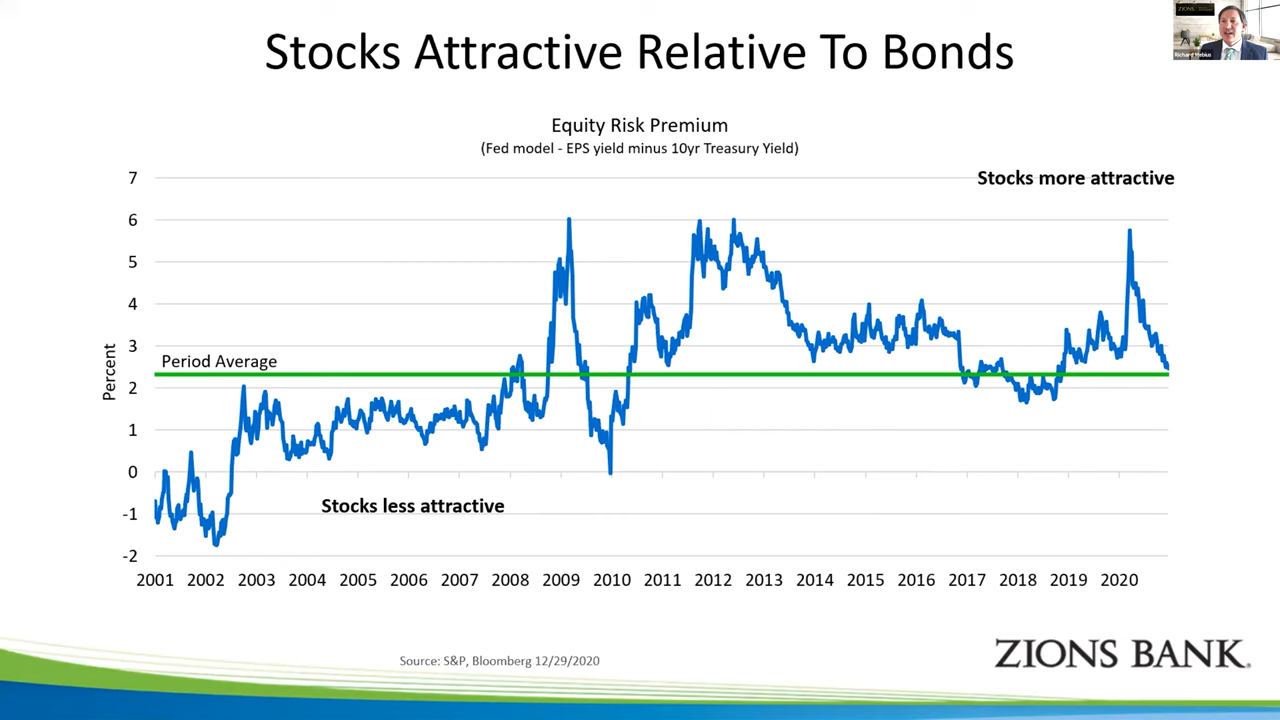 Stocks Attractive Relative To Bonds
ZIONS
Richard Hebius
Equity Risk Premium
(Fed model - EPS yield minus 10yr Treasury Yield)
Stocks more attractive
7
6
5
4
3
2
1
0
-1
-2
Percent
Period Average
Stocks less attractive
2001 2002 2003 2004 2005 2006 2007 2008 2009 2010 2011 2012 2013 2014 2015 2016 2017 2018 2019 2020
Source: S&P, Bloomberg 12/29/2020
ZIONS BANK®